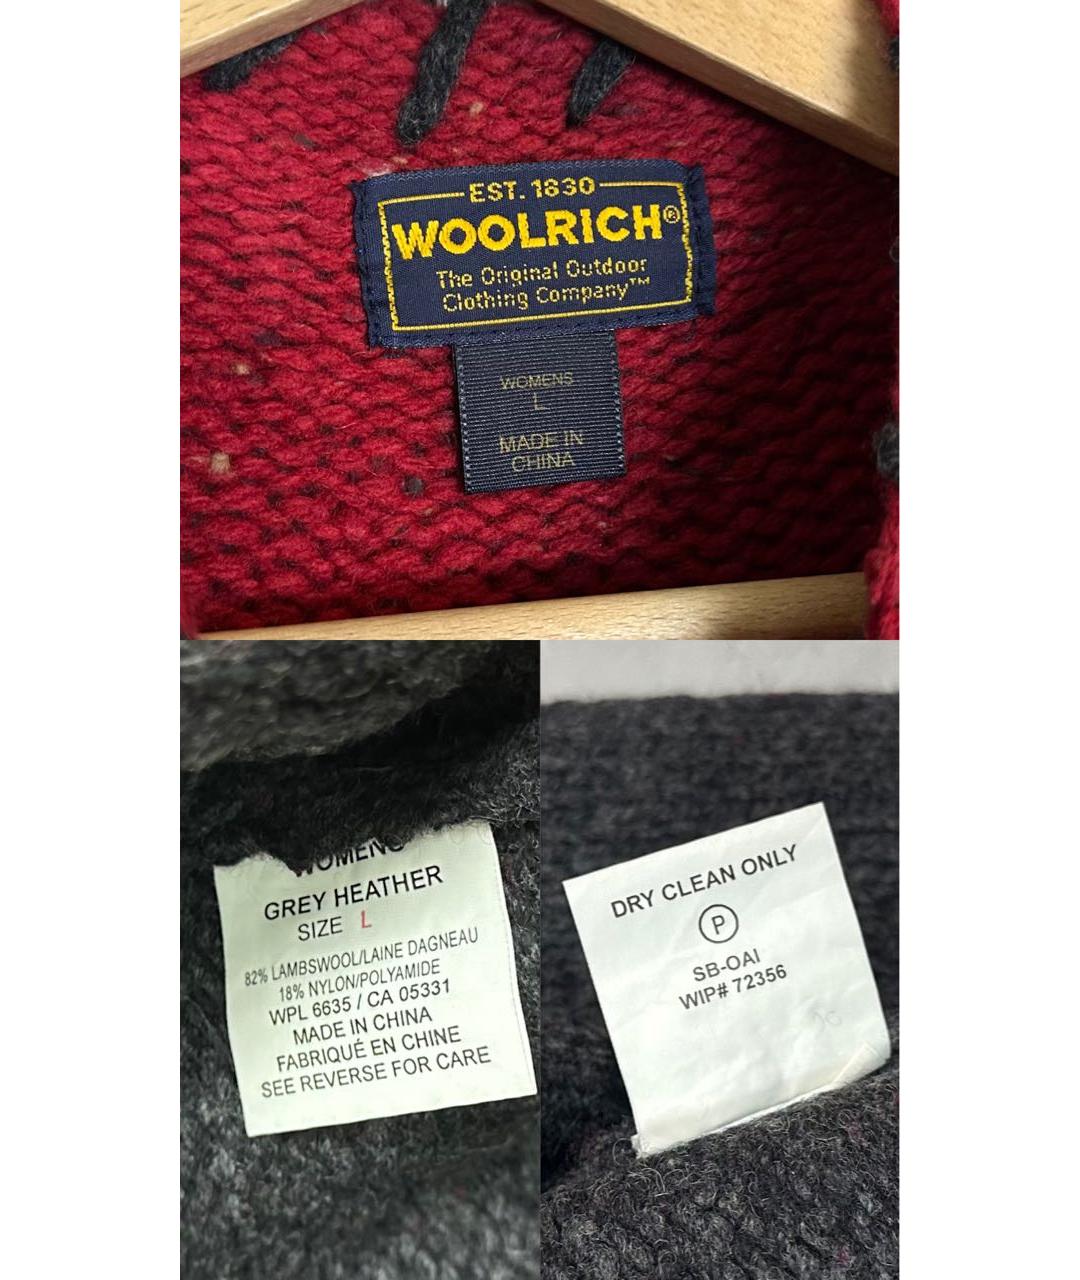 EST. 1830
WOOLRICH®
The Original Outdoor
Clothing Company™
WOMENS
L
MADE IN
CHINA
WOMENS
GREY HEATHER
SIZE L
82% LAMBSWOOL/LAINE DAGNEAU
18% NYLON/POLYAMIDE
WPL 6635 / CA 05331
MADE IN CHINA
FABRIQUÉ EN CHINE
SEE REVERSE FOR CARE
DRY CLEAN ONLY
P
SB-OAI
WIP# 72356